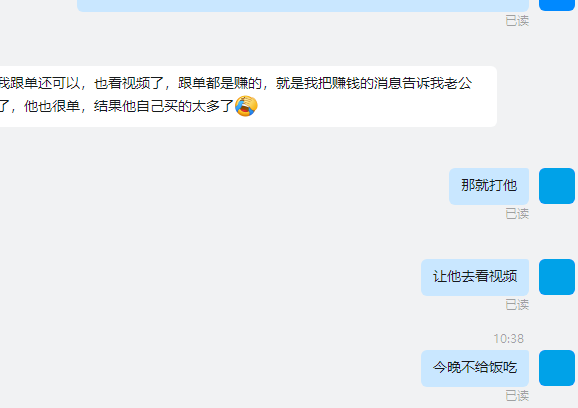 已读
我跟单还可以，也看视频了，跟单都是赚的，就是我把赚钱的消息告诉我老公
了，他也很单，结果他自己买的太多了
那就打他
已读
让他去看视频
已读
10:38
今晚不给饭吃
已读